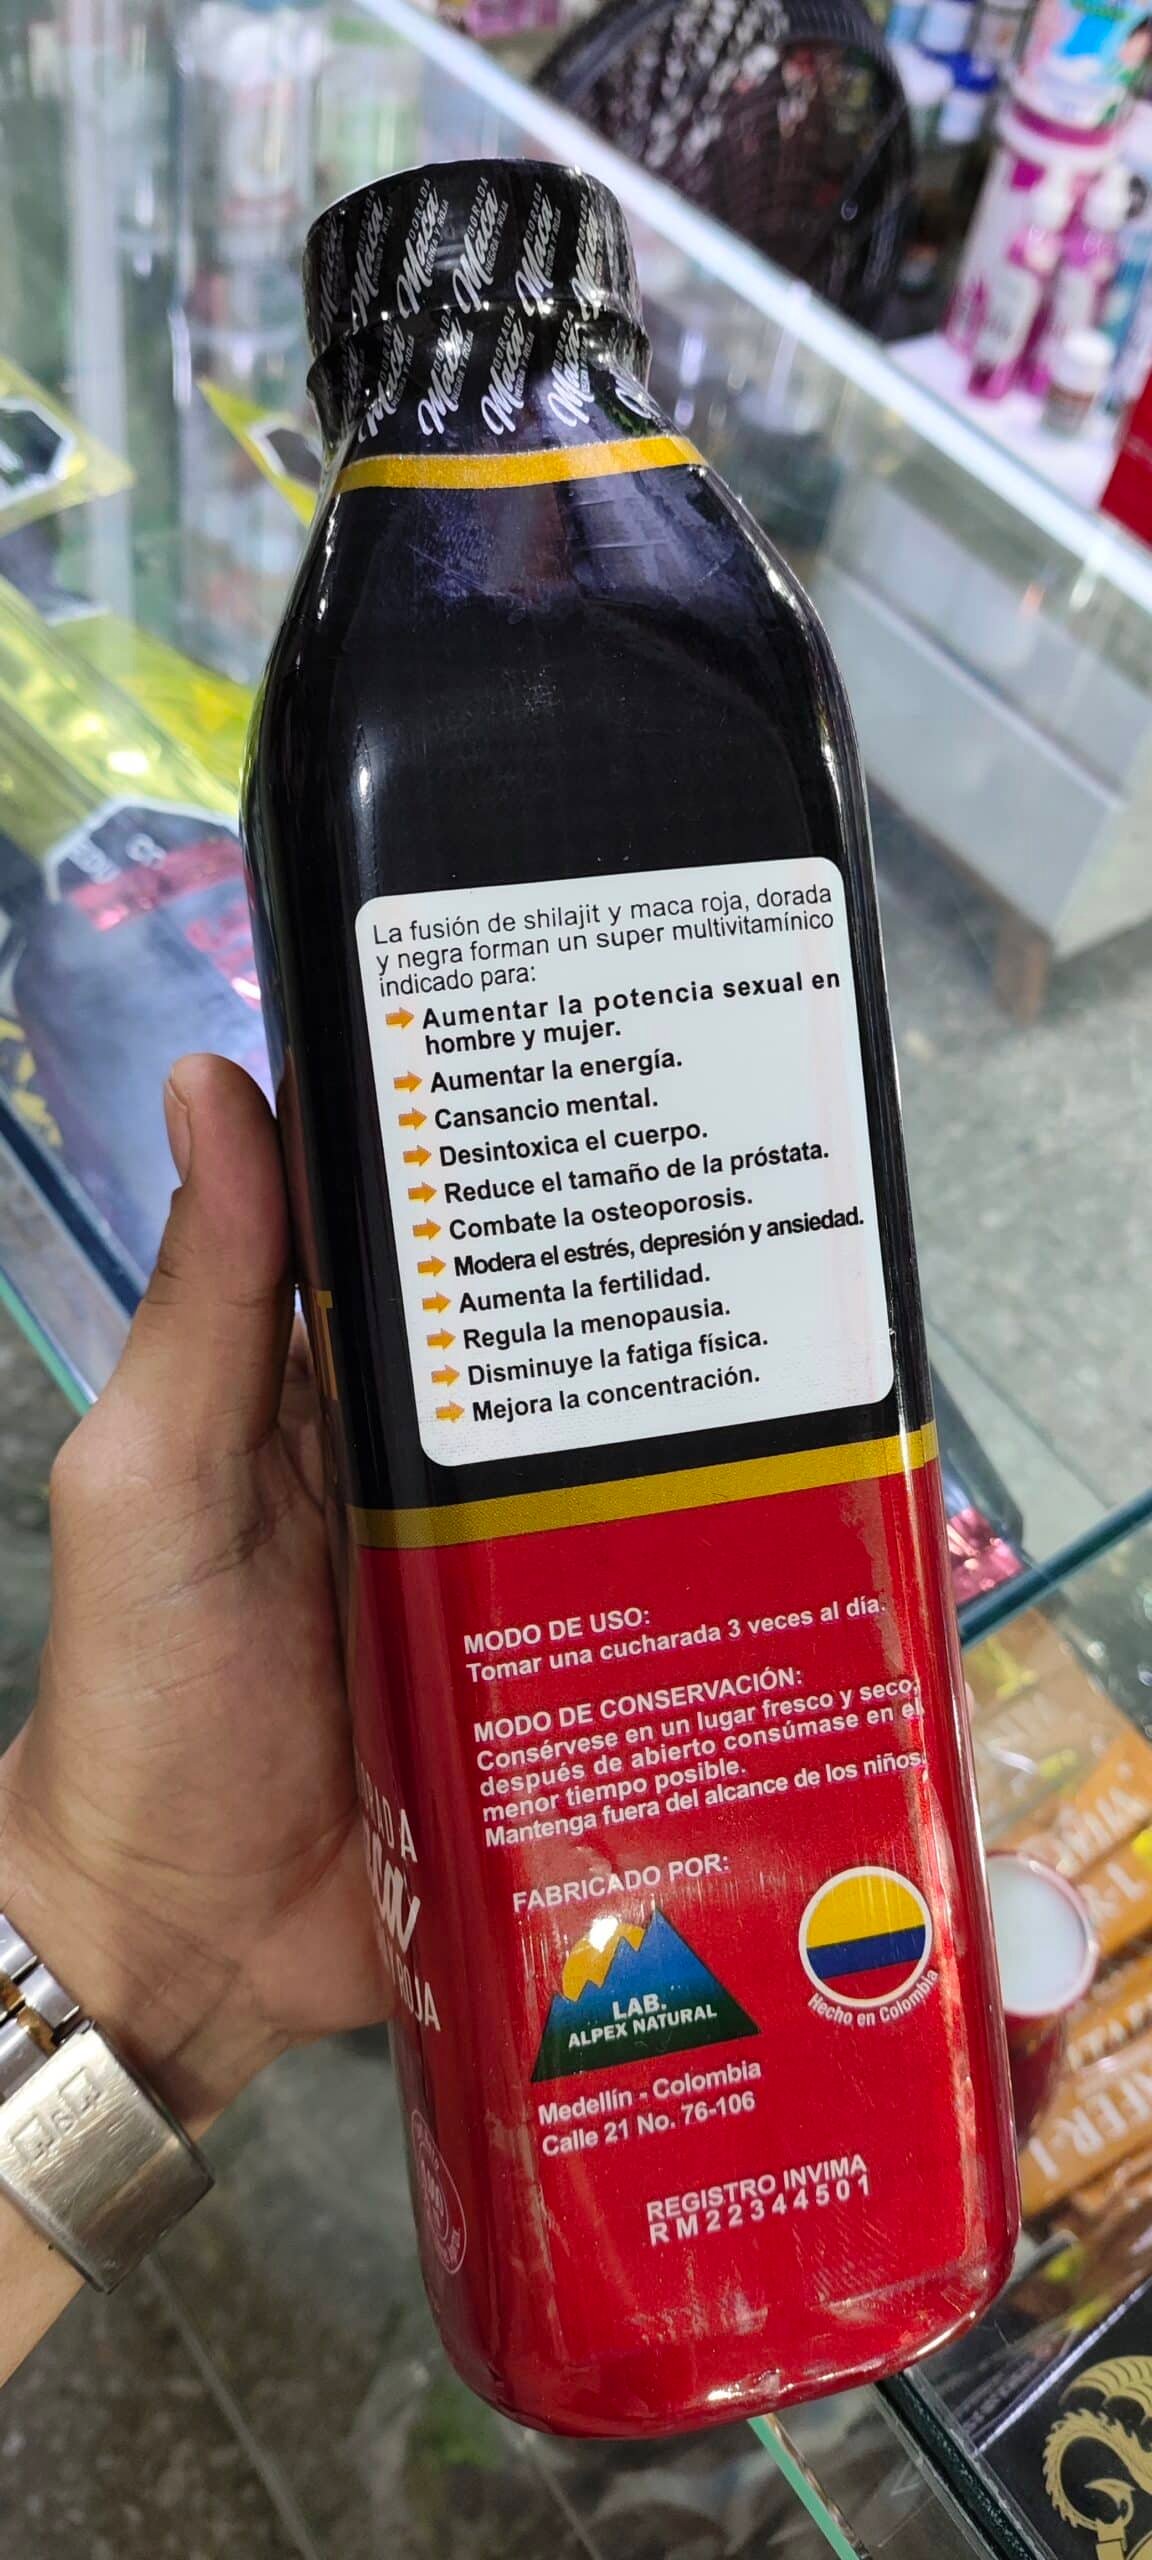 DORADA
Maca
NEGRA Y ROJA
La fusión de shilajit y maca roja, dorada
y negra forman un super multivitamínico
indicado para:
Aumentar la potencia sexual en
hombre y mujer.
Aumentar la energía.
Cansancio mental.
Desintoxica el cuerpo.
Reduce el tamaño de la próstata.
Combate la osteoporosis.
Modera el estrés, depresión y ansiedad.
Aumenta la fertilidad.
Regula la menopausia.
Disminuye la fatiga física.
Mejora la concentración.
MODO DE USO:
Tomar una cucharada 3 veces al día.
MODO DE CONSERVACIÓN:
Consérvese en un lugar fresco y seco,
después de abierto consúmase en el
menor tiempo posible.
Mantenga fuera del alcance de los niños.
FABRICADO POR:
LAB.
ALPEX NATURAL
Hecho en Colombia
Medellín - Colombia
Calle 21 No. 76-106
REGISTRO INVIMA
RM22344501